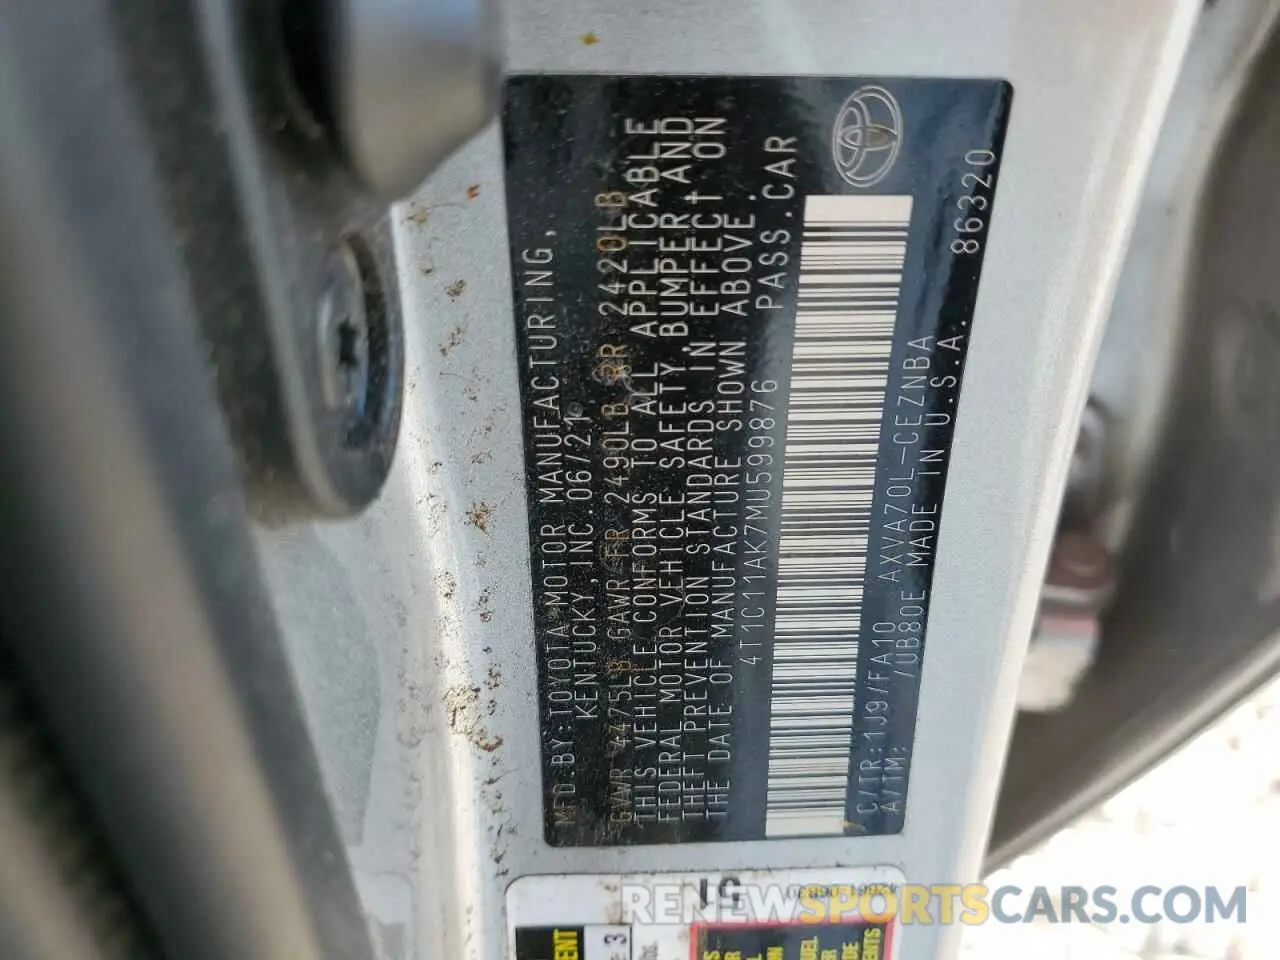 MFD.BY:TOYOTA MOTOR MANUFACTURING,
KENTUCKY,INC.06/21
GVWR 4475LB GAWR FR 2490LB RR 2420LB
THIS VEHICLE CONFORMS TO ALL APPLICABLE
FEDERAL MOTOR VEHICLE SAFETY,BUMPER,AND
THEFT PREVENTION STANDARDS IN EFFECT ON
THE DATE OF MANUFACTURE SHOWN ABOVE.
4T1C11AK7MU599876 PASS.CAR
C/TR:1J9/FA10 AXVA70L-CEZNBA
A/TM: /UB80E MADE IN U.S.A.
86320
RENEWSPORTSCARS.COM